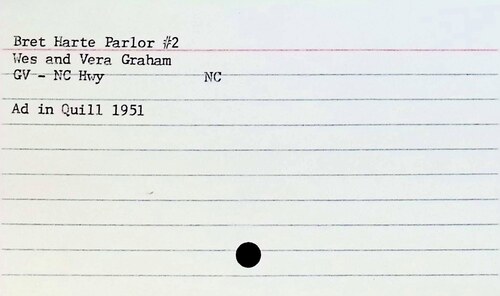 Bret Harte Parlor #2
Wes and Vera Graham
GV - NC Hwy NC
Ad in Quill 1951